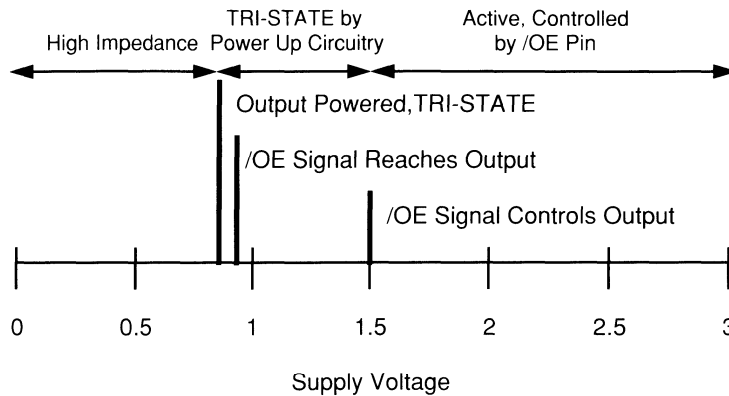 TRI-STATE by
Power Up Circuitry
High Impedance
Active, Controlled
by /OE Pin
Output Powered,TRI-STATE
/OE Signal Reaches Output
/OE Signal Controls Output
0 0.5 1 1.5 2 2.5 3
Supply Voltage